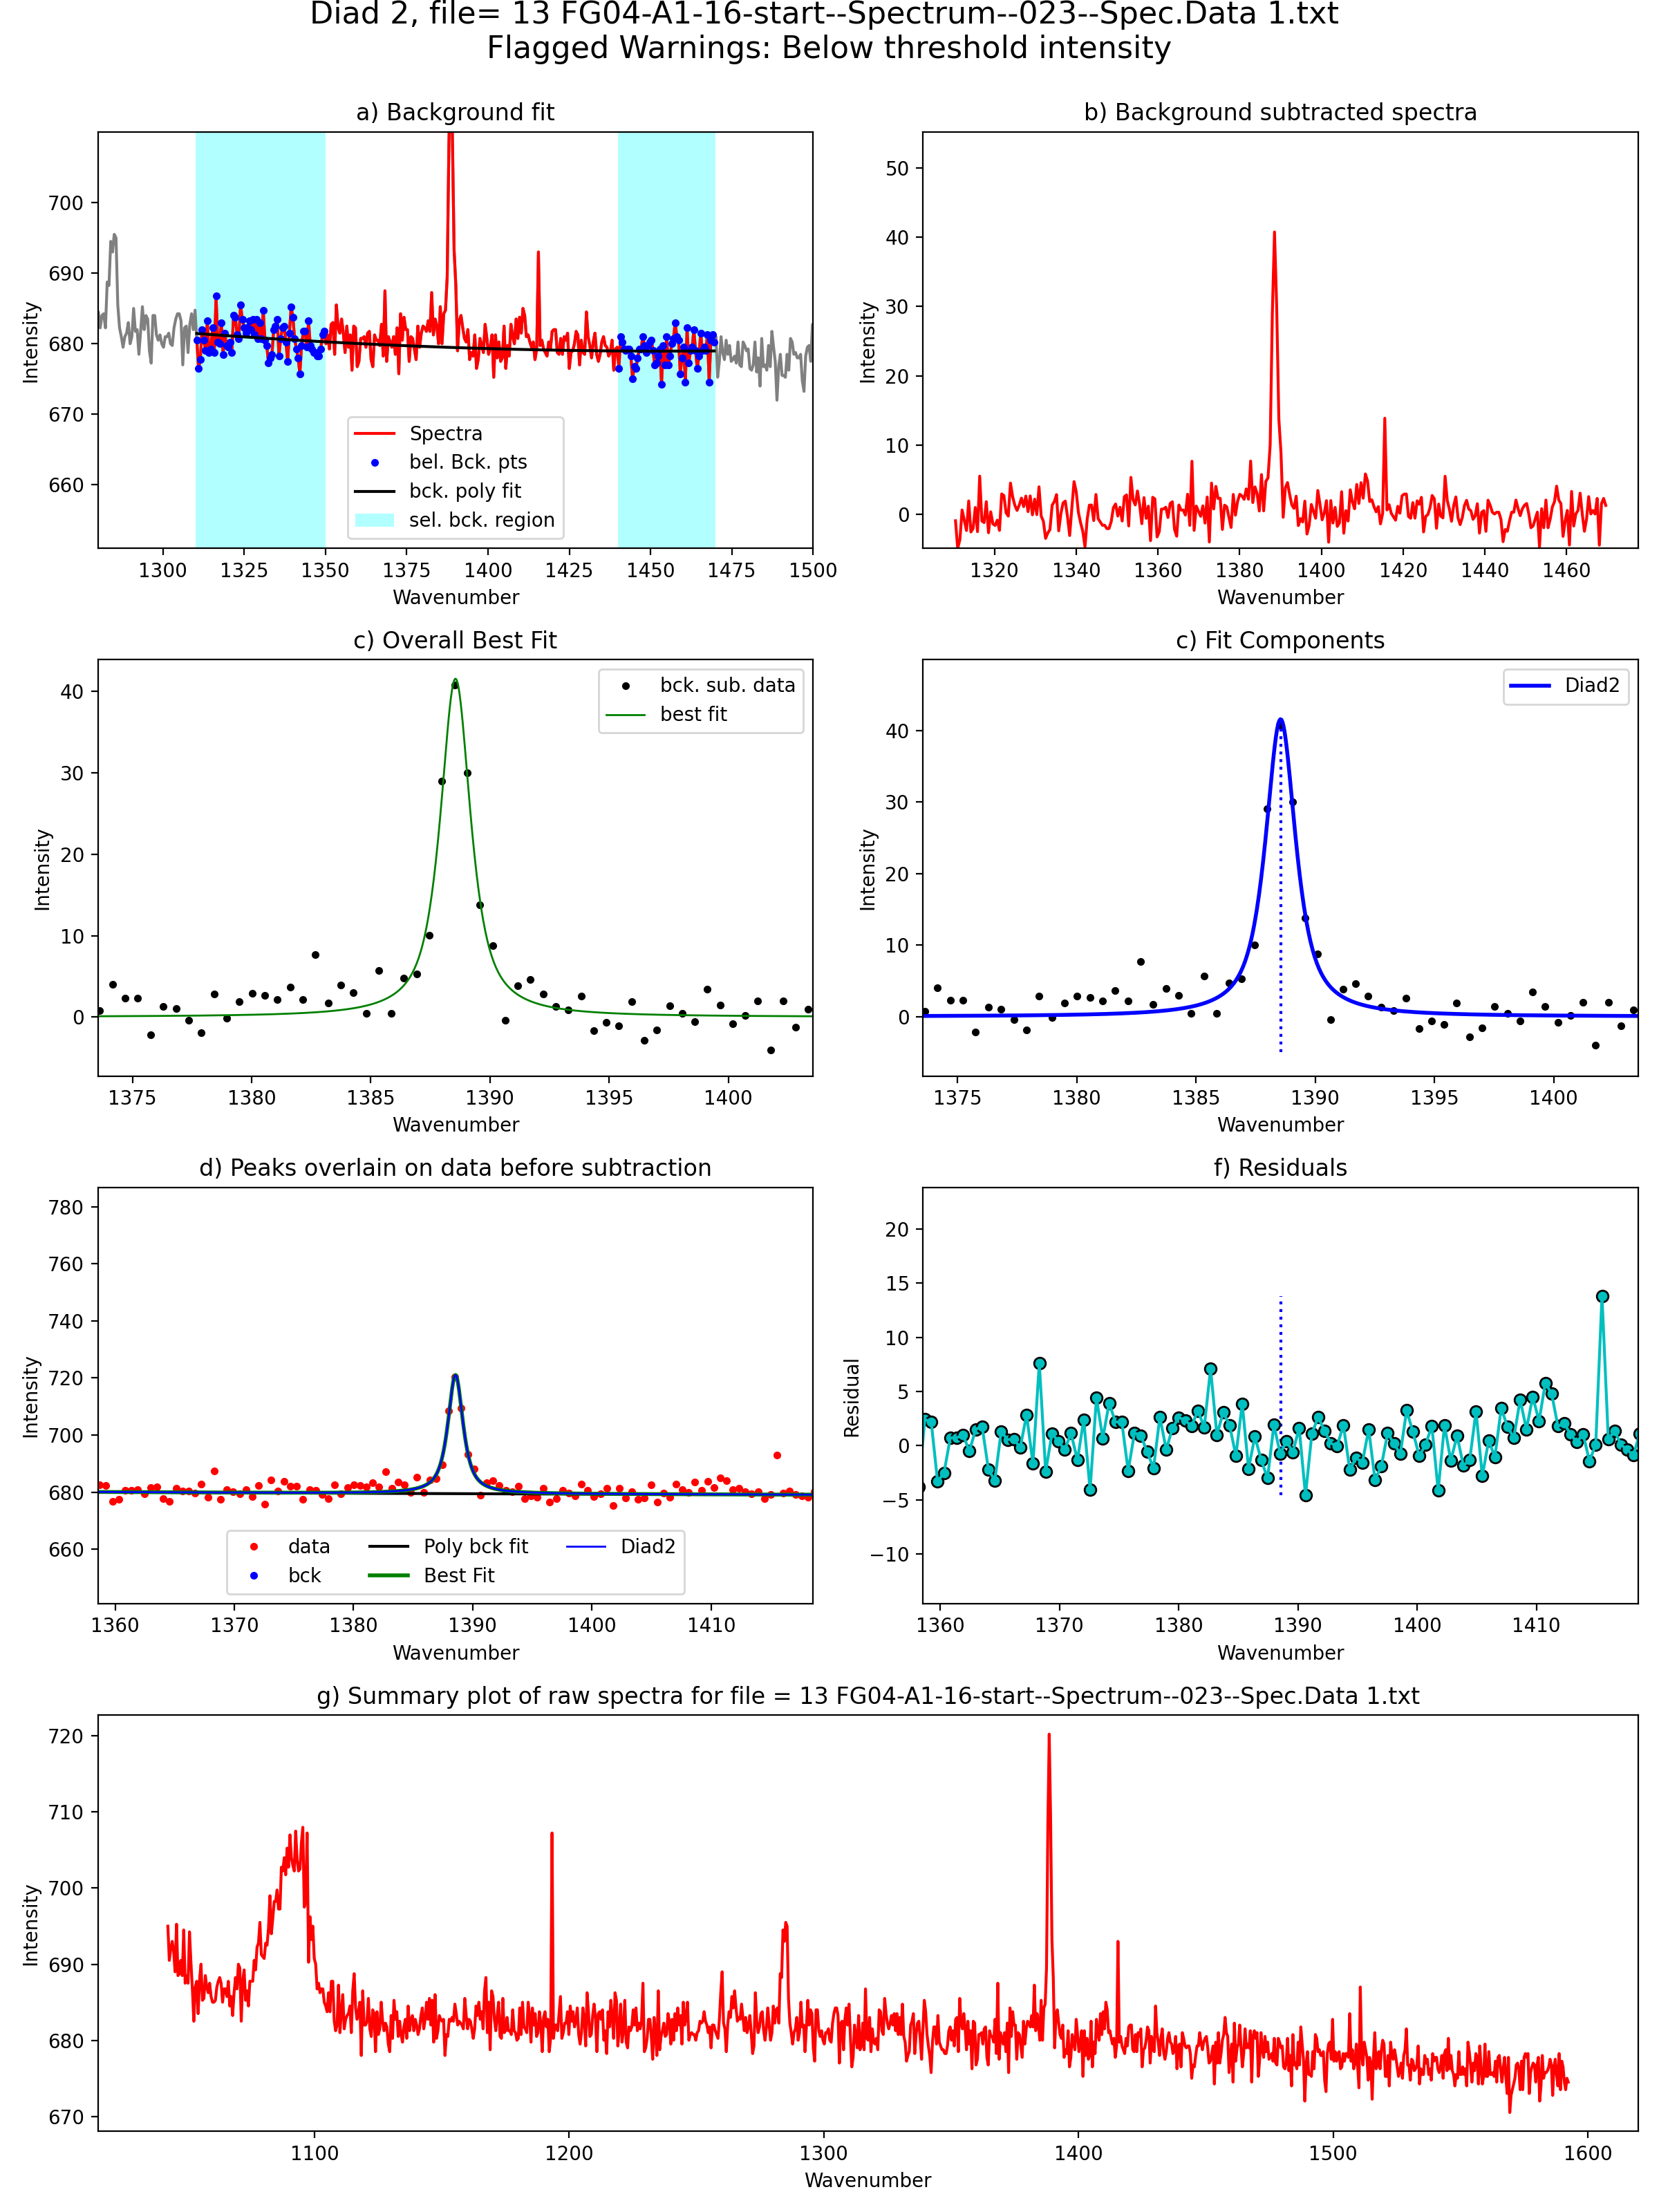 Diad 2, file= 13 FG04-A1-16-start--Spectrum--023--Spec.Data 1.txt
Flagged Warnings: Below threshold intensity
a) Background fit
700
690
680
670
660
Intensity
Spectra
bel. Bck. pts
bck. poly fit
sel. bck. region
1300 1325 1350 1375 1400 1425 1450 1475 1500
Wavenumber
b) Background subtracted spectra
50
40
30
20
10
0
Intensity
1320 1340 1360 1380 1400 1420 1440 1460
Wavenumber
c) Overall Best Fit
40
30
20
10
0
Intensity
bck. sub. data
best fit
1375 1380 1385 1390 1395 1400
Wavenumber
c) Fit Components
40
30
20
10
0
Intensity
Diad2
1375 1380 1385 1390 1395 1400
Wavenumber
d) Peaks overlain on data before subtraction
780
760
740
720
700
680
660
Intensity
data
bck
Poly bck fit
Best Fit
Diad2
1360 1370 1380 1390 1400 1410
Wavenumber
f) Residuals
20
15
10
5
0
−5
−10
Residual
1360 1370 1380 1390 1400 1410
Wavenumber
g) Summary plot of raw spectra for file = 13 FG04-A1-16-start--Spectrum--023--Spec.Data 1.txt
720
710
700
690
680
670
Intensity
1100 1200 1300 1400 1500 1600
Wavenumber